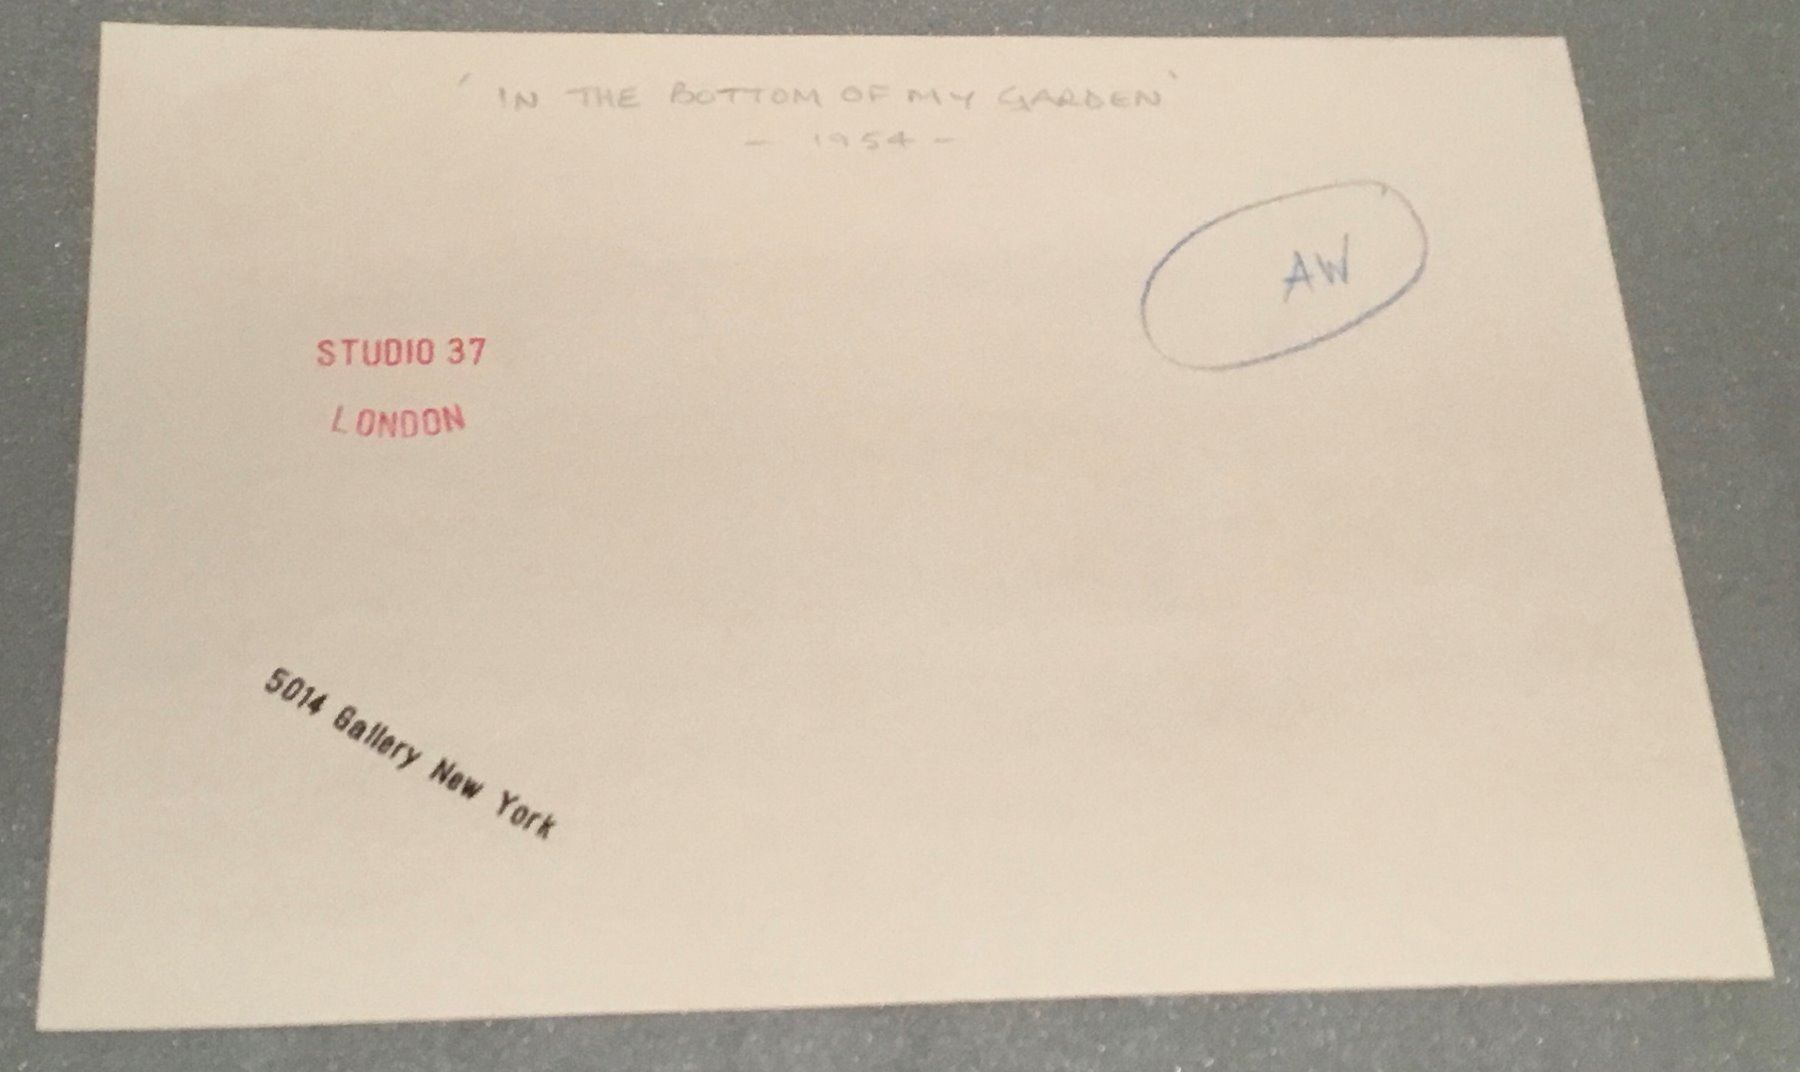 'IN THE BOTTOM OF MY GARDEN'
- 1954 -
AW
STUDIO 37
LONDON
5014 Gallery New York